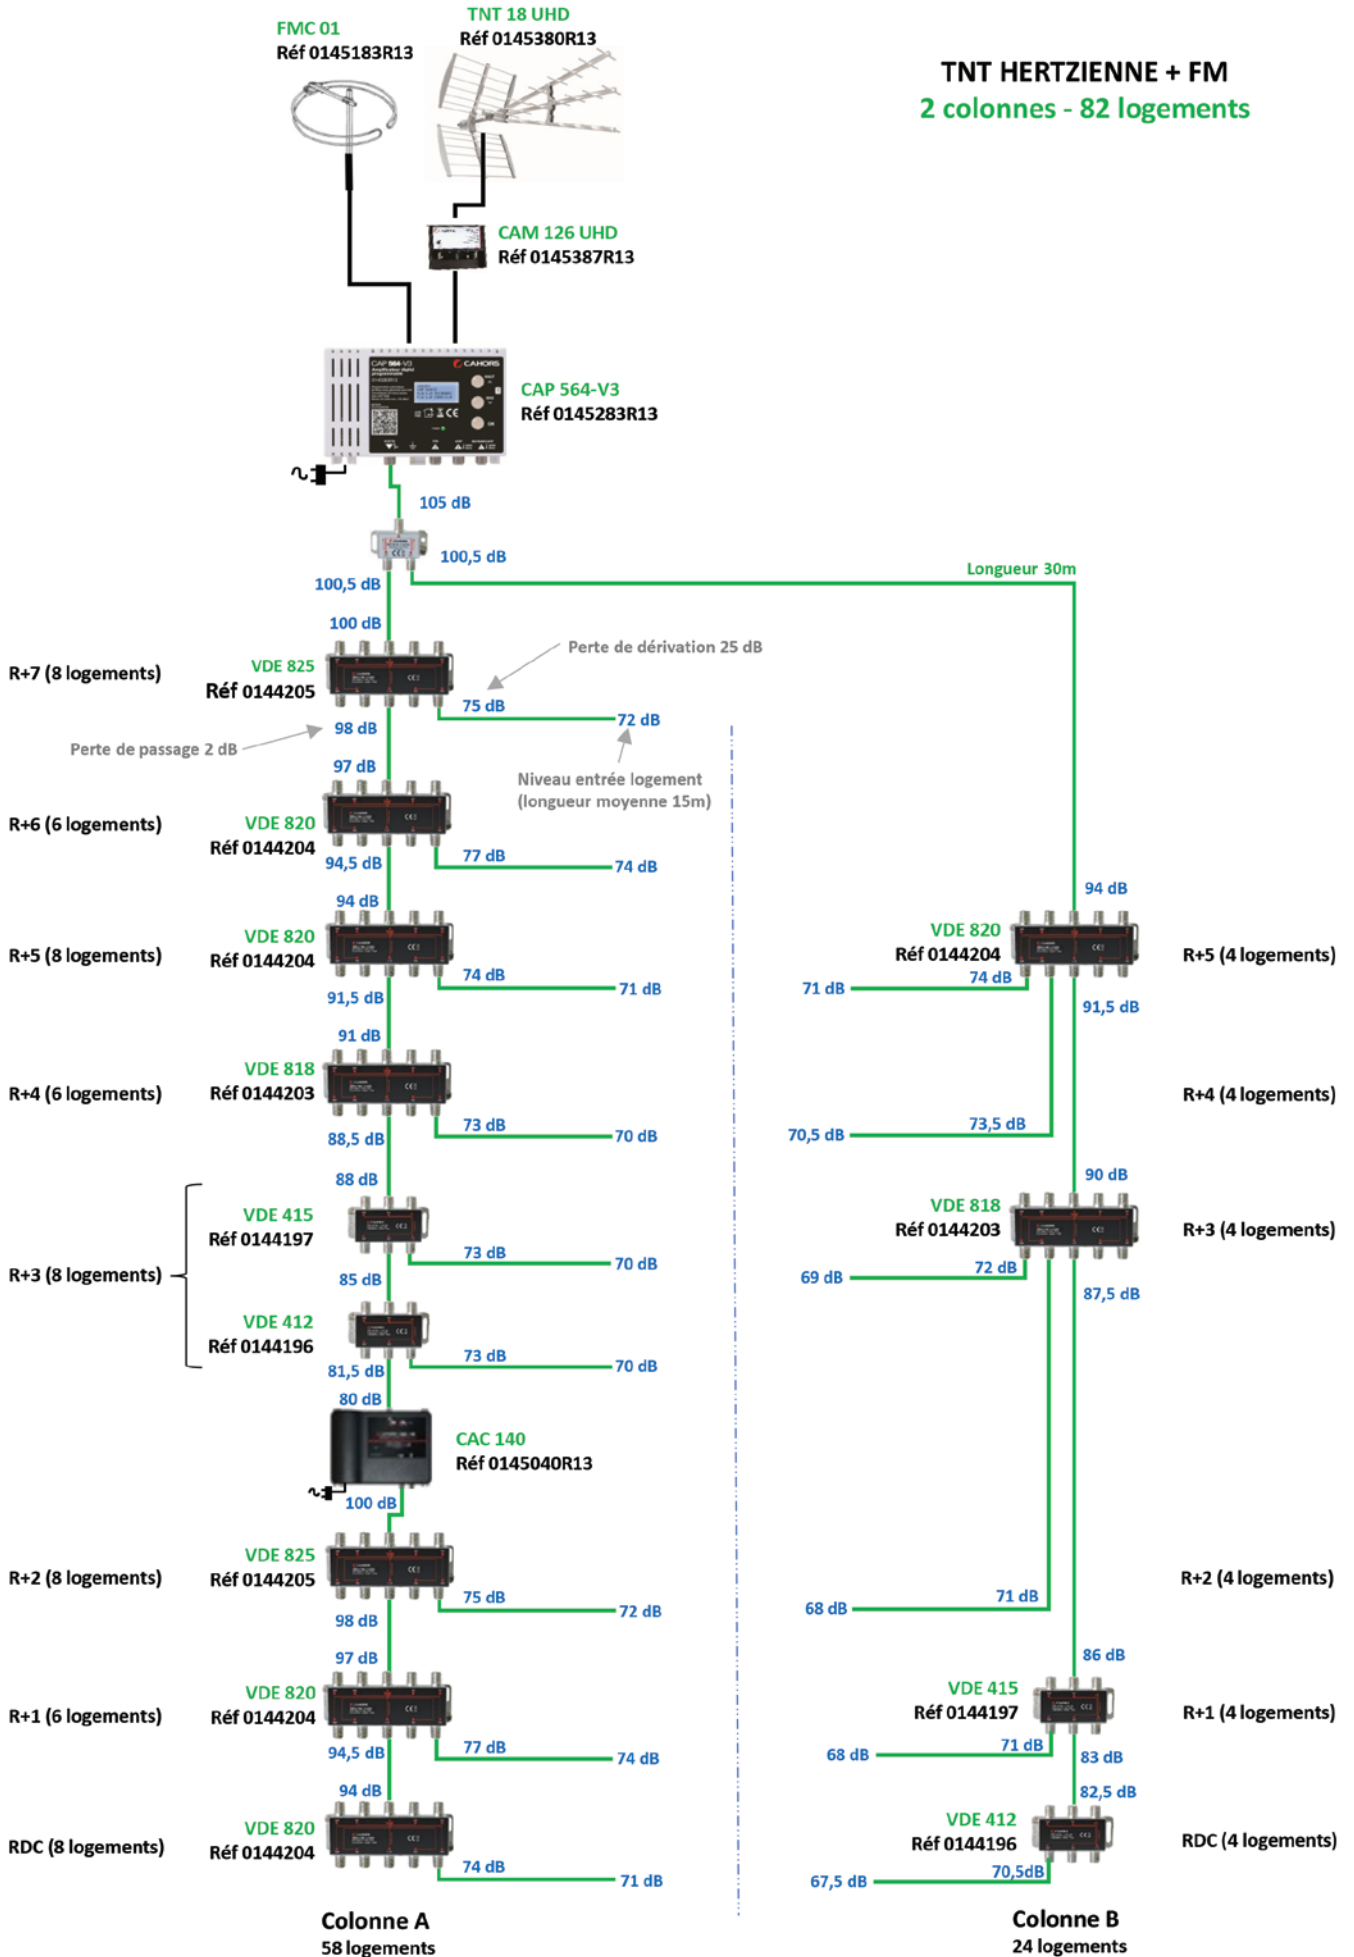 FMC 01
Réf 0145183R13
TNT 18 UHD
Réf 0145380R13
TNT HERTZIENNE + FM
2 colonnes - 82 logements
CAM 126 UHD
Réf 0145387R13
CAP 564-V3
CAHORS
CAP 564-V3
Réf 0145283R13
105 dB
100,5 dB
100,5 dB
Longueur 30m
100 dB
R+7 (8 logements)
VDE 825
Réf 0144205
Perte de dérivation 25 dB
75 dB
72 dB
98 dB
Perte de passage 2 dB
Niveau entrée logement
(longueur moyenne 15m)
97 dB
R+6 (6 logements)
VDE 820
Réf 0144204
77 dB
74 dB
94,5 dB
94 dB
R+5 (8 logements)
VDE 820
Réf 0144204
74 dB
71 dB
91,5 dB
91 dB
R+4 (6 logements)
VDE 818
Réf 0144203
73 dB
70 dB
88,5 dB
88 dB
R+3 (8 logements)
VDE 415
Réf 0144197
73 dB
70 dB
85 dB
VDE 412
Réf 0144196
73 dB
70 dB
81,5 dB
80 dB
CAC 140
Réf 0145040R13
100 dB
R+2 (8 logements)
VDE 825
Réf 0144205
75 dB
72 dB
98 dB
97 dB
R+1 (6 logements)
VDE 820
Réf 0144204
77 dB
74 dB
94,5 dB
94 dB
RDC (8 logements)
VDE 820
Réf 0144204
74 dB
71 dB
Colonne A
58 logements
94 dB
VDE 820
Réf 0144204
R+5 (4 logements)
74 dB
71 dB
91,5 dB
R+4 (4 logements)
73,5 dB
70,5 dB
90 dB
VDE 818
Réf 0144203
R+3 (4 logements)
72 dB
69 dB
87,5 dB
R+2 (4 logements)
71 dB
68 dB
86 dB
VDE 415
Réf 0144197
R+1 (4 logements)
71 dB
68 dB
83 dB
82,5 dB
VDE 412
Réf 0144196
RDC (4 logements)
70,5dB
67,5 dB
Colonne B
24 logements